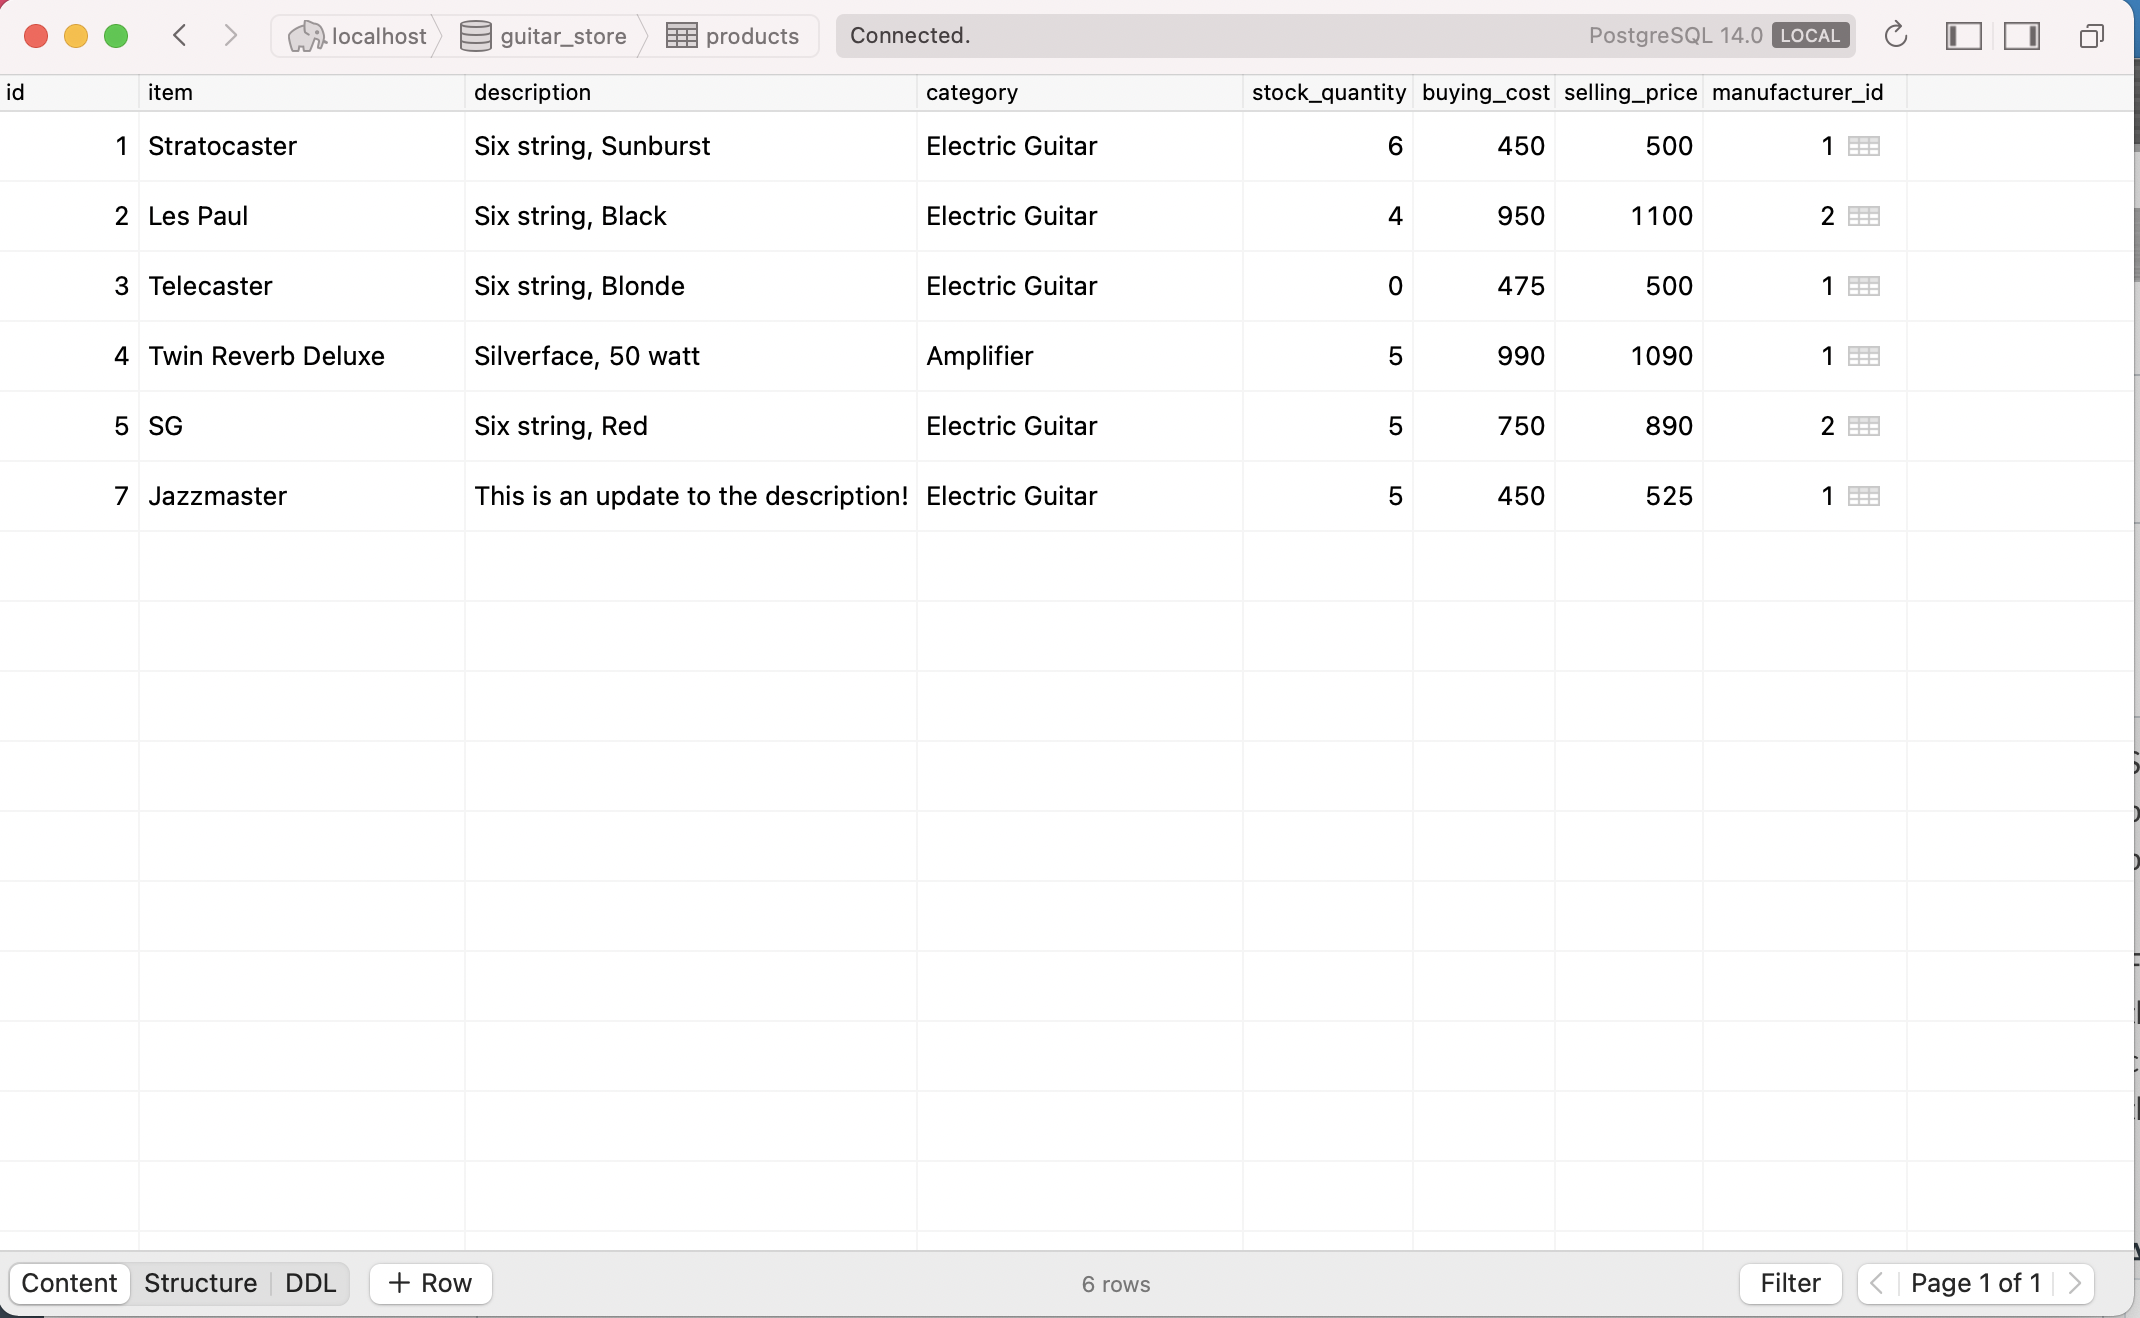 localhost guitar_store products Connected. PostgreSQL 14.0 LOCAL
id item description category stock_quantity buying_cost selling_price manufacturer_id
1 Stratocaster Six string, Sunburst Electric Guitar 6 450 500 1
2 Les Paul Six string, Black Electric Guitar 4 950 1100 2
3 Telecaster Six string, Blonde Electric Guitar 0 475 500 1
4 Twin Reverb Deluxe Silverface, 50 watt Amplifier 5 990 1090 1
5 SG Six string, Red Electric Guitar 5 750 890 2
7 Jazzmaster This is an update to the description! Electric Guitar 5 450 525 1
Content Structure DDL + Row 6 rows Filter Page 1 of 1